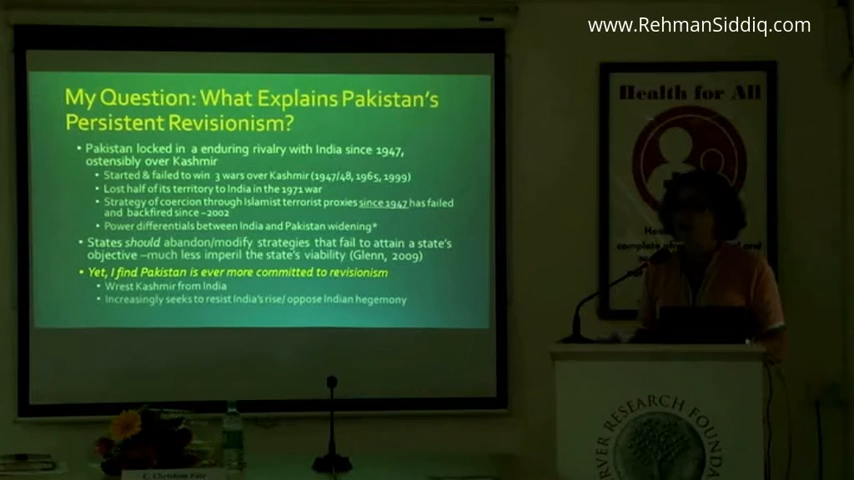 www.RehmanSiddiq.com
My Question: What Explains Pakistan's
Persistent Revisionism?
• Pakistan locked in a enduring rivalry with India since 1947,
ostensibly over Kashmir
• Started & failed to win 3 wars over Kashmir (1947/48, 1965, 1999)
• Lost half of its territory to India in the 1971 war
• Strategy of coercion through Islamist terrorist proxies since 1947 has failed
and backfired since ~2002
• Power differentials between India and Pakistan widening*
• States should abandon/modify strategies that fail to attain a state's
objective –much less imperil the state's viability (Glenn, 2009)
• Yet, I find Pakistan is ever more committed to revisionism
• Wrest Kashmir from India
• Increasingly seeks to resist India's rise/ oppose Indian hegemony
Health for All
complete
and
RVER RESEARCH FOUNDA
C. Christine Fair